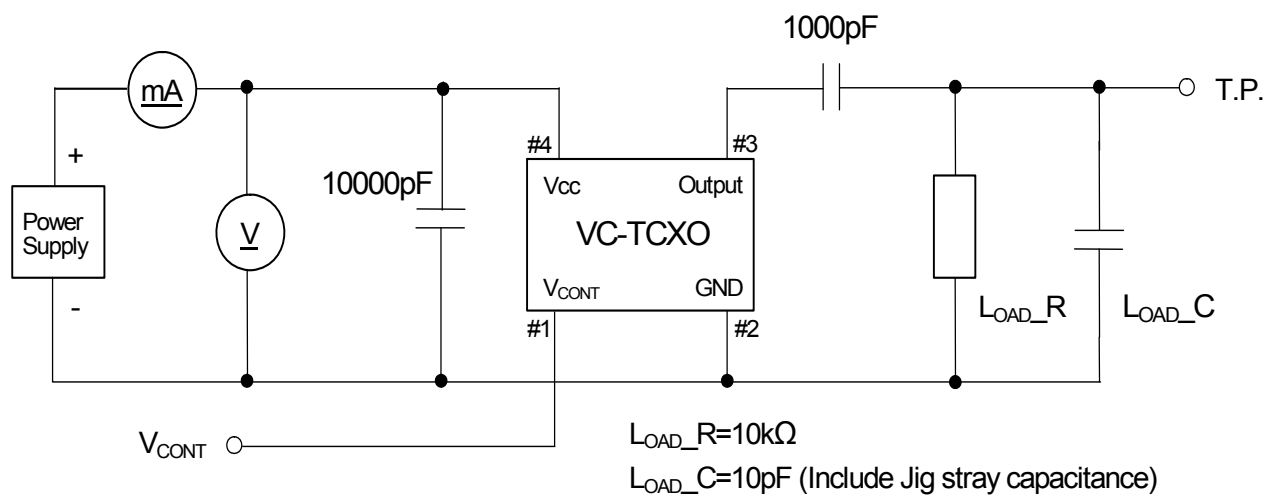 1000pF
mA
T.P.
#4
#3
+
10000pF
Vcc
Output
Power
Supply
V
VC-TCXO
VCONT
GND
-
#1
#2
LOAD_R
LOAD_C
VCONT
LOAD_R=10kΩ
LOAD_C=10pF (Include Jig stray capacitance)